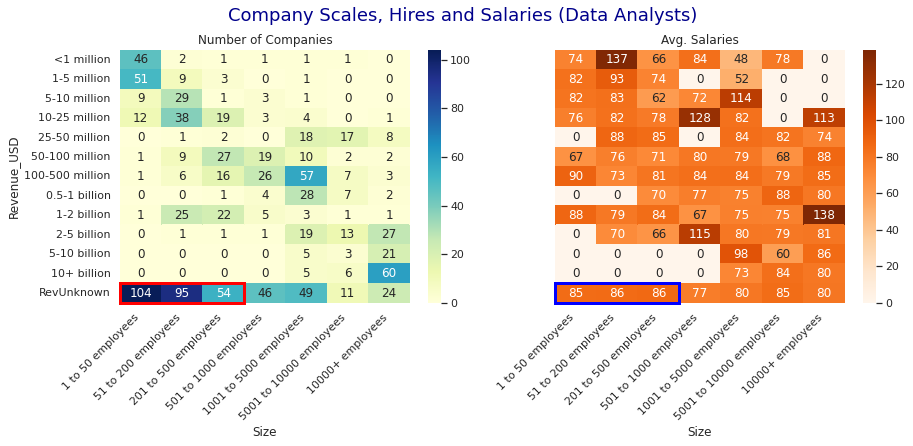 Company Scales, Hires and Salaries (Data Analysts)
Number of Companies
Revenue_USD
<1 million 46 2 1 1 1 1 0
1-5 million 51 9 3 0 1 0 0
5-10 million 9 29 1 3 1 0 0
10-25 million 12 38 19 3 4 0 1
25-50 million 0 1 2 0 18 17 8
50-100 million 1 9 27 19 10 2 2
100-500 million 1 6 16 26 57 7 3
0.5-1 billion 0 0 1 4 28 7 2
1-2 billion 1 25 22 5 3 1 1
2-5 billion 0 1 1 1 19 13 27
5-10 billion 0 0 0 0 5 3 21
10+ billion 0 0 0 0 5 6 60
RevUnknown 104 95 54 46 49 11 24
1 to 50 employees
51 to 200 employees
201 to 500 employees
501 to 1000 employees
1001 to 5000 employees
5001 to 10000 employees
10000+ employees
Size
100
80
60
40
20
0
Avg. Salaries
74 137 66 84 48 78 0
82 93 74 0 52 0 0
82 83 62 72 114 0 0
76 82 78 128 82 0 113
0 88 85 0 84 82 74
67 76 71 80 79 68 88
90 73 81 84 84 79 85
0 0 70 77 75 88 80
88 79 84 67 75 75 138
0 70 66 115 80 79 81
0 0 0 0 98 60 86
0 0 0 0 73 84 80
85 86 86 77 80 85 80
1 to 50 employees
51 to 200 employees
201 to 500 employees
501 to 1000 employees
1001 to 5000 employees
5001 to 10000 employees
10000+ employees
Size
120
100
80
60
40
20
0